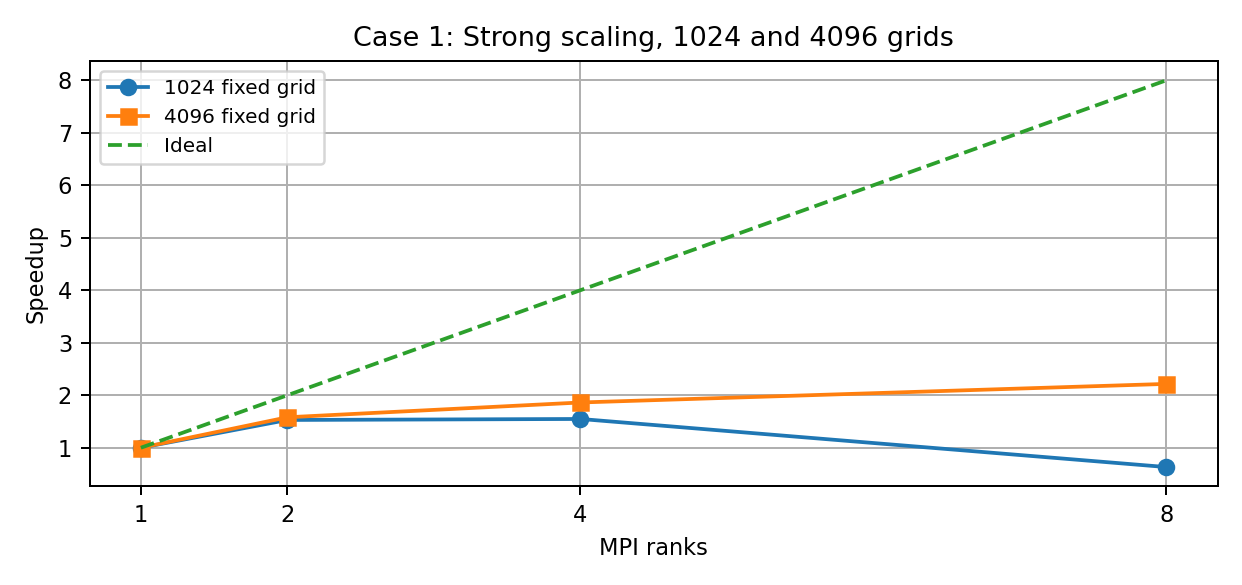 Case 1: Strong scaling, 1024 and 4096 grids
1024 fixed grid
4096 fixed grid
Ideal
Speedup
8
7
6
5
4
3
2
1
1 2 4 8
MPI ranks